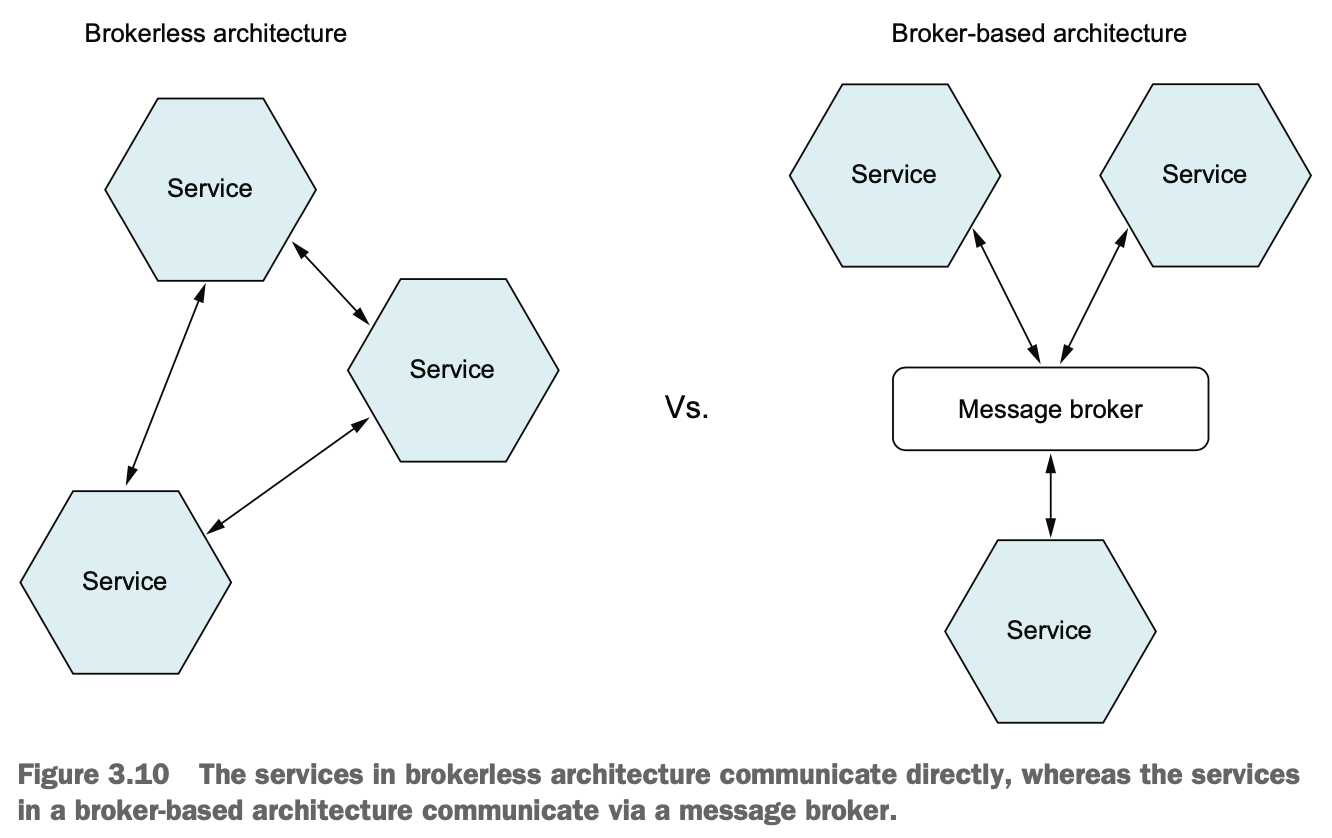 Brokerless architecture
Service
Service
Service
Vs.
Broker-based architecture
Service
Service
Message broker
Service
Figure 3.10 The services in brokerless architecture communicate directly, whereas the services
in a broker-based architecture communicate via a message broker.